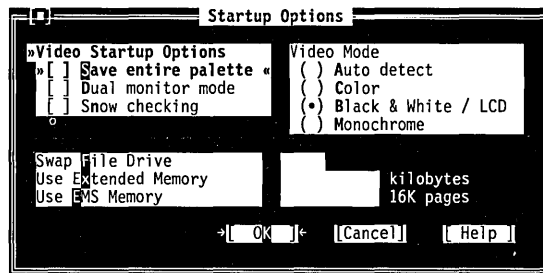 [■] Startup Options
»Video Startup Options
»[ ] Save entire palette «
[ ] Dual monitor mode
[ ] Snow checking
Video Mode
( ) Auto detect
( ) Color
(•) Black & White / LCD
( ) Monochrome
Swap File Drive
Use Extended Memory kilobytes
Use EMS Memory 16K pages
→[ OK ]← [Cancel] [ Help ]